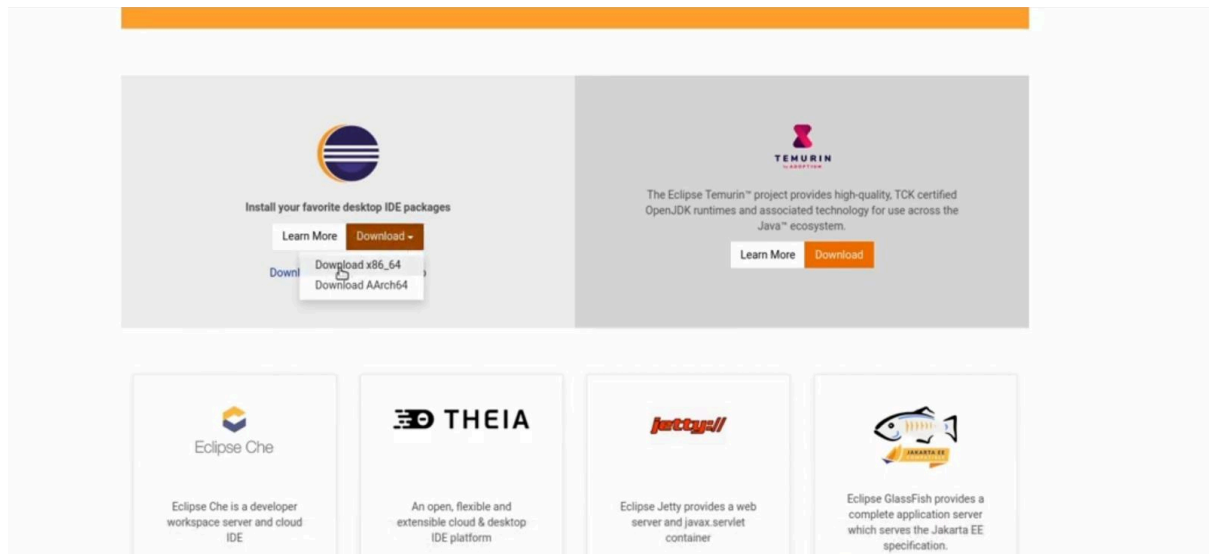 Install your favorite desktop IDE packages
Learn More Download
Downl
Download x86_64
Download AArch64
TEMURIN
by ADOPTIUM
The Eclipse Temurin™ project provides high-quality, TCK certified
OpenJDK runtimes and associated technology for use across the
Java™ ecosystem.
Learn More Download
Eclipse Che
Eclipse Che is a developer
workspace server and cloud
IDE
THEIA
An open, flexible and
extensible cloud & desktop
IDE platform
jetty://
Eclipse Jetty provides a web
server and javax.servlet
container
JAKARTA EE
Eclipse GlassFish provides a
complete application server
which serves the Jakarta EE
specification.